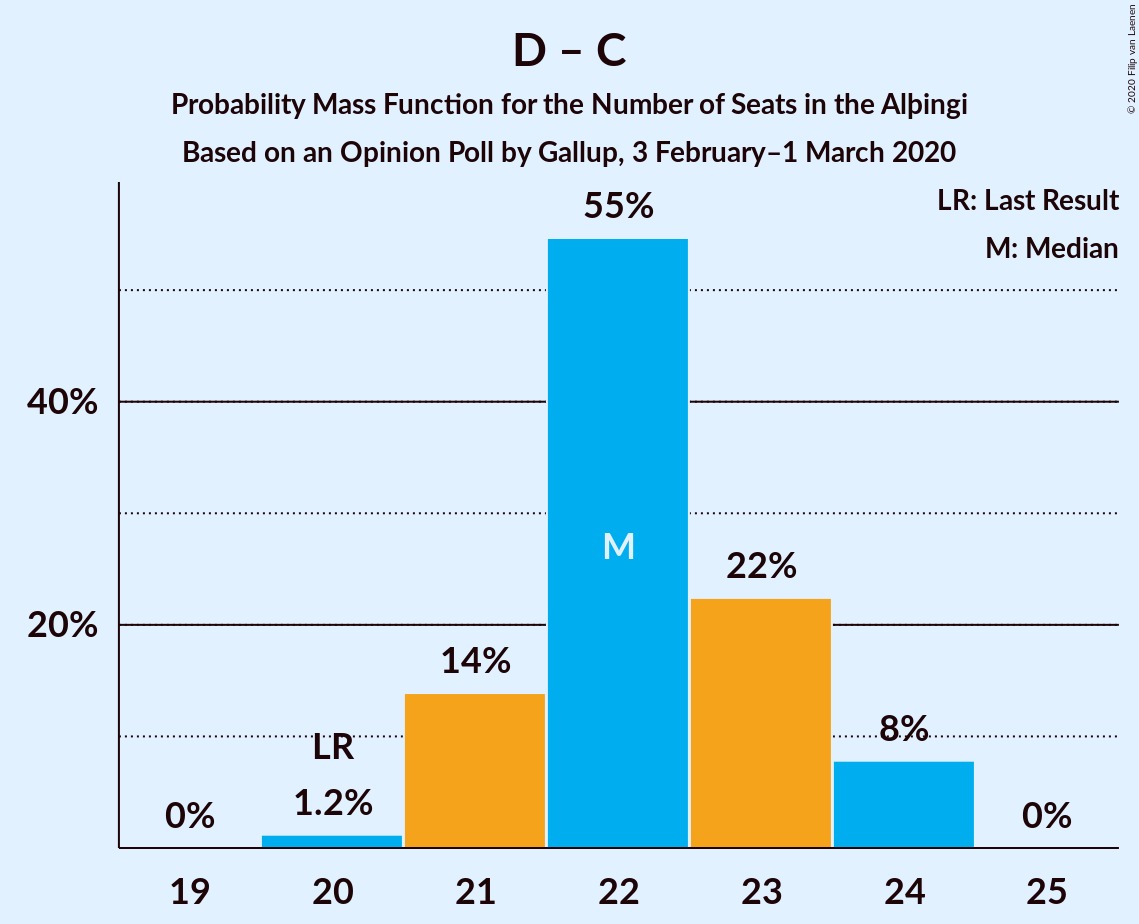 D – C
Probability Mass Function for the Number of Seats in the Alþingi
Based on an Opinion Poll by Gallup, 3 February–1 March 2020
© 2020 Filip van Laenen
LR: Last Result
M: Median
55%
40%
M
22%
20%
14%
8%
LR
1.2%
0%
0%
19 20 21 22 23 24 25